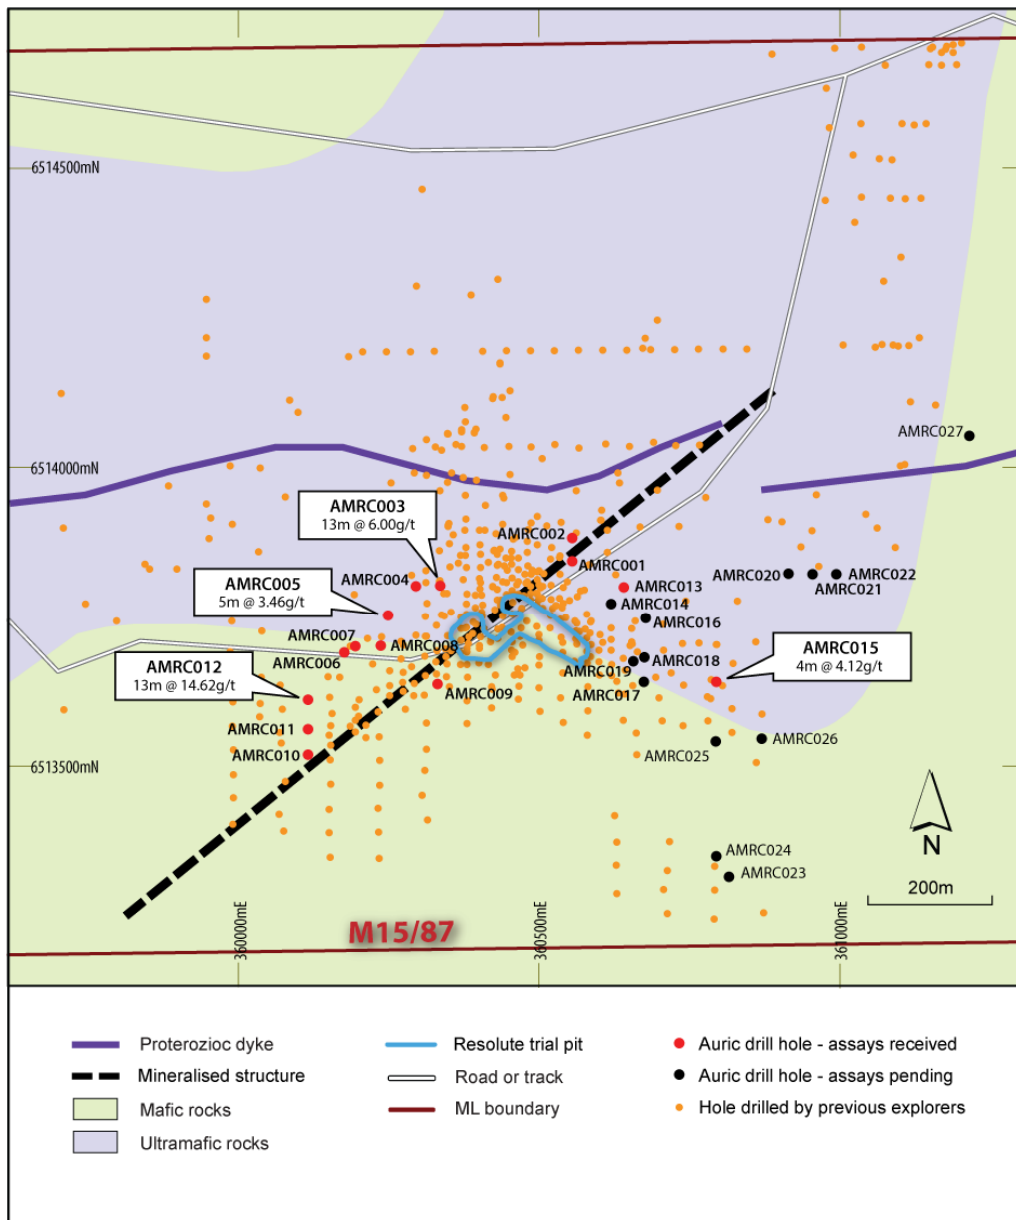 6514500mN
AMRC027
6514000mN
AMRC003
13m @ 6.00g/t
AMRC002
AMRC001
AMRC005
5m @ 3.46g/t
AMRC004
AMRC013
AMRC014
AMRC016
AMRC020
AMRC022
AMRC021
AMRC007
AMRC008
AMRC006
AMRC012
13m @ 14.62g/t
AMRC009
AMRC019
AMRC018
AMRC017
AMRC015
4m @ 4.12g/t
AMRC011
AMRC010
AMRC025
AMRC026
6513500mN
AMRC024
AMRC023
N
200m
360000mE
360500mE
361000mE
M15/87
Proterozioc dyke
Mineralised structure
Mafic rocks
Ultramafic rocks
Resolute trial pit
Road or track
ML boundary
Auric drill hole - assays received
Auric drill hole - assays pending
Hole drilled by previous explorers